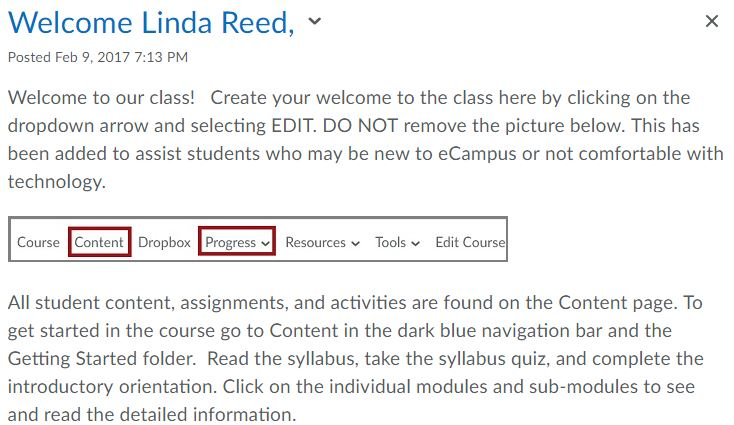 Welcome Linda Reed,
Posted Feb 9, 2017 7:13 PM
Welcome to our class!   Create your welcome to the class here by clicking on the
dropdown arrow and selecting EDIT. DO NOT remove the picture below. This has
been added to assist students who may be new to eCampus or not comfortable with
technology.
Course Content Dropbox Progress Resources Tools Edit Course
All student content, assignments, and activities are found on the Content page. To
get started in the course go to Content in the dark blue navigation bar and the
Getting Started folder.  Read the syllabus, take the syllabus quiz, and complete the
introductory orientation. Click on the individual modules and sub-modules to see
and read the detailed information.